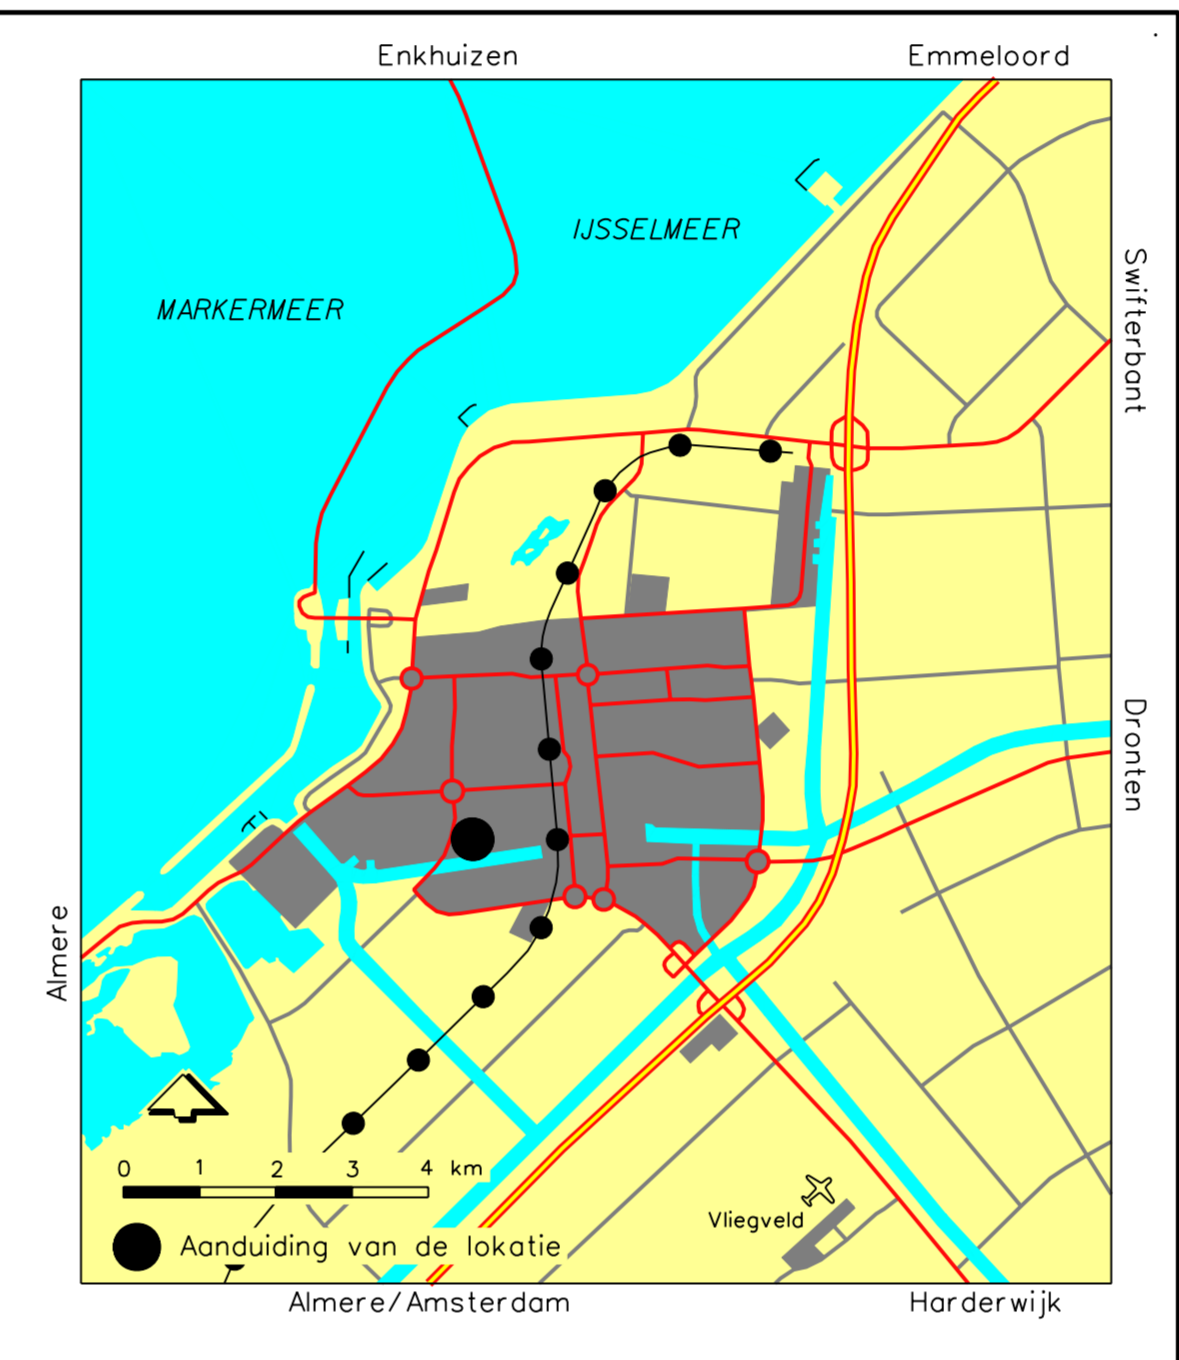 Enkhuizen
Emmeloord
IJSSELMEER
MARKERMEER
Swifterbant
Dronten
Almere
0 1 2 3 4 km
Vliegveld
Aanduiding van de lokatie
Almere/Amsterdam
Harderwijk